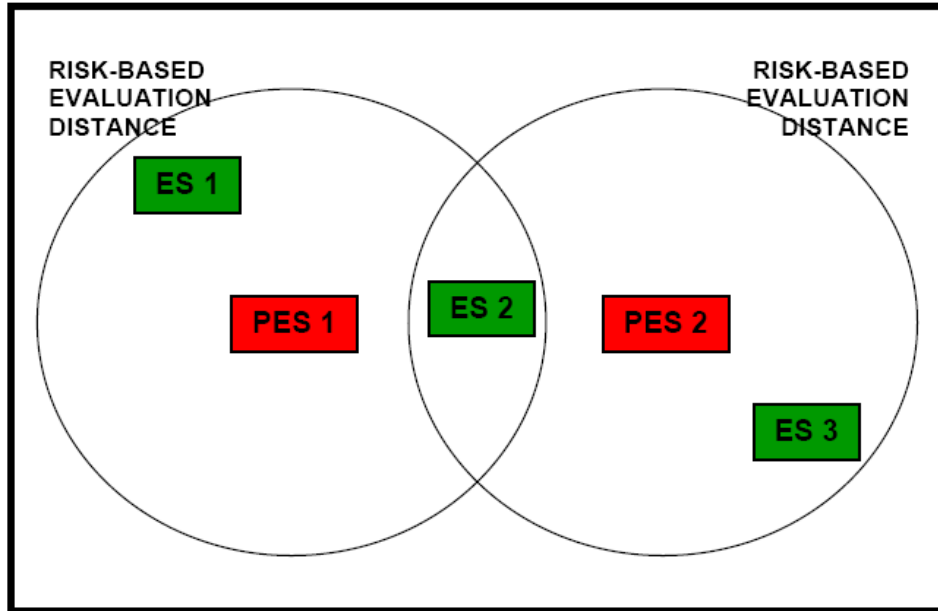 RISK-BASED
EVALUATION
DISTANCE
RISK-BASED
EVALUATION
DISTANCE
ES 1
PES 1
ES 2
PES 2
ES 3